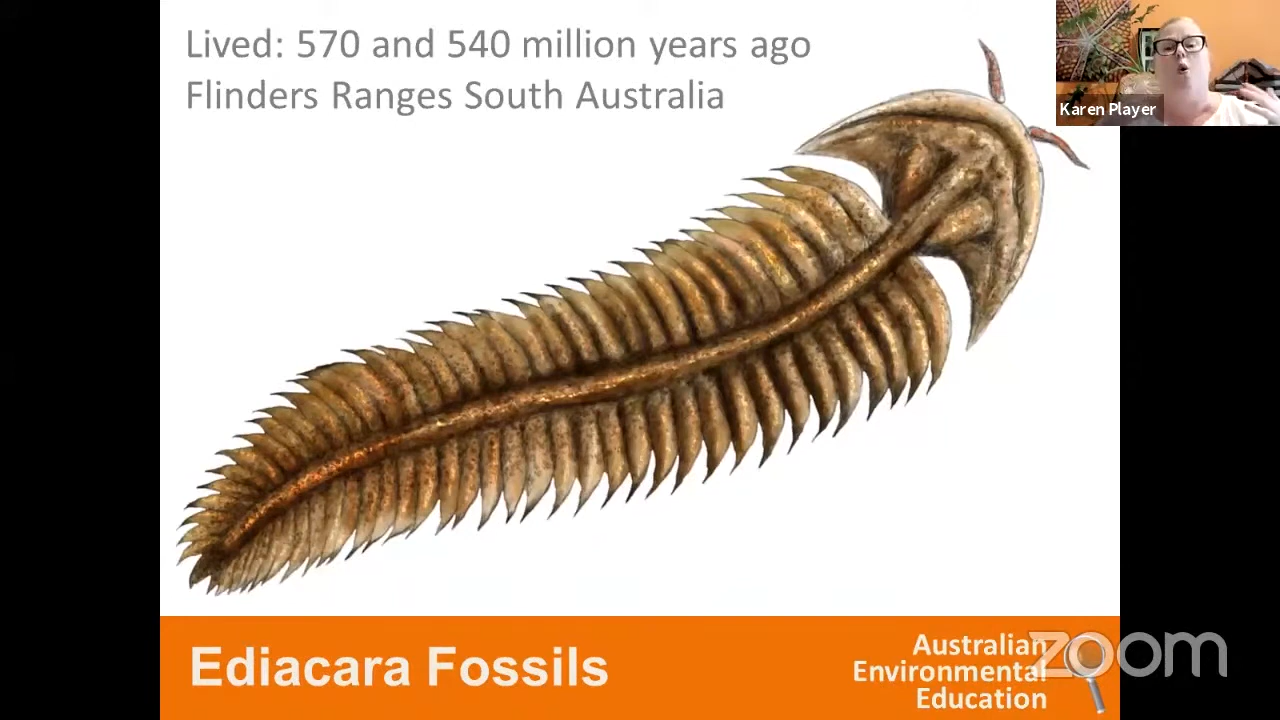 Lived: 570 and 540 million years ago
Flinders Ranges South Australia
Karen Player
Ediacara Fossils
Australian
Environmental
Education
zoom